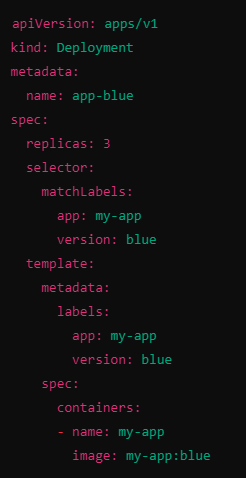 apiVersion: apps/v1
kind: Deployment
metadata:
  name: app-blue
spec:
  replicas: 3
  selector:
    matchLabels:
      app: my-app
      version: blue
  template:
    metadata:
      labels:
        app: my-app
        version: blue
    spec:
      containers:
      - name: my-app
        image: my-app:blue